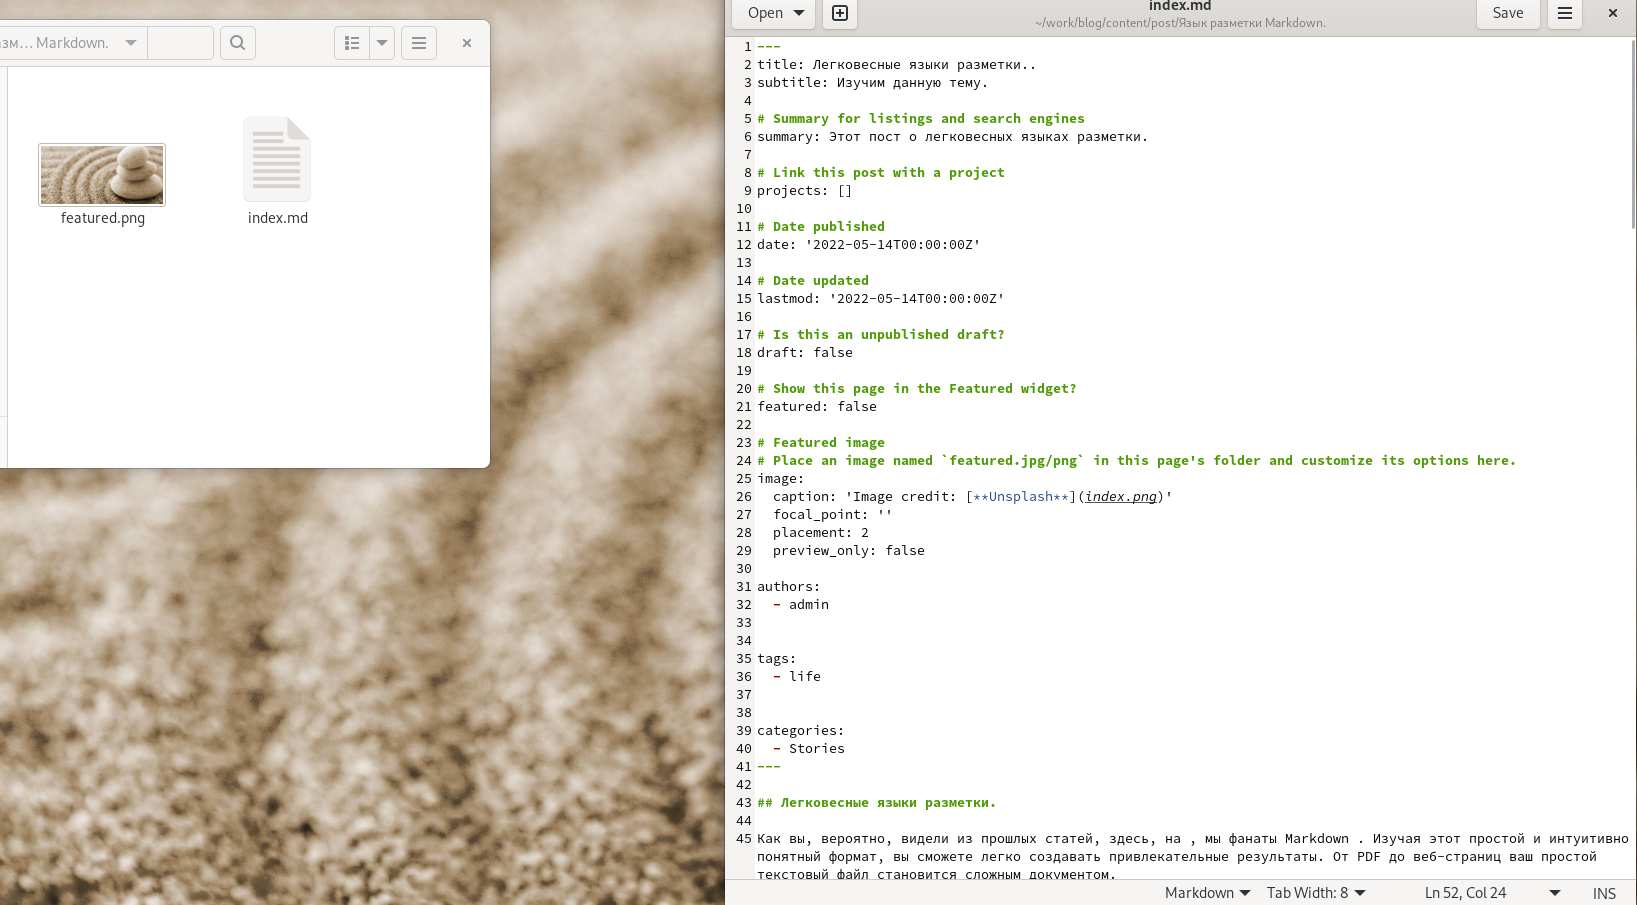 зм... Markdown.
featured.png
index.md
Open
index.md
~/work/blog/content/post/Язык разметки Markdown.
Save
1 ---
2 title: Легковесные языки разметки..
3 subtitle: Изучим данную тему.
4
5 # Summary for listings and search engines
6 summary: Этот пост о легковесных языках разметки.
7
8 # Link this post with a project
9 projects: []
10
11 # Date published
12 date: '2022-05-14T00:00:00Z'
13
14 # Date updated
15 lastmod: '2022-05-14T00:00:00Z'
16
17 # Is this an unpublished draft?
18 draft: false
19
20 # Show this page in the Featured widget?
21 featured: false
22
23 # Featured image
24 # Place an image named `featured.jpg/png` in this page's folder and customize its options here.
25 image:
26   caption: 'Image credit: [**Unsplash**](index.png)'
27   focal_point: ''
28   placement: 2
29   preview_only: false
30
31 authors:
32   - admin
33
34
35 tags:
36   - life
37
38
39 categories:
40   - Stories
41 ---
42
43 ## Легковесные языки разметки.
44
45 Как вы, вероятно, видели из прошлых статей, здесь, на , мы фанаты Markdown . Изучая этот простой и интуитивно
понятный формат, вы сможете легко создавать привлекательные результаты. От PDF до веб-страниц ваш простой
текстовый файл становится сложным документом.
Markdown
Tab Width: 8
Ln 52, Col 24
INS